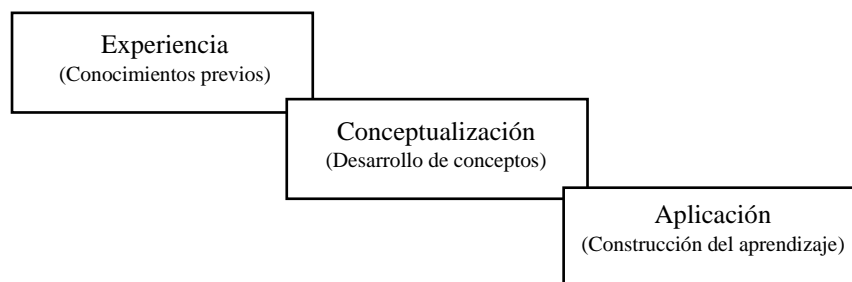 Experiencia
(Conocimientos previos)
Conceptualización
(Desarrollo de conceptos)
Aplicación
(Construcción del aprendizaje)